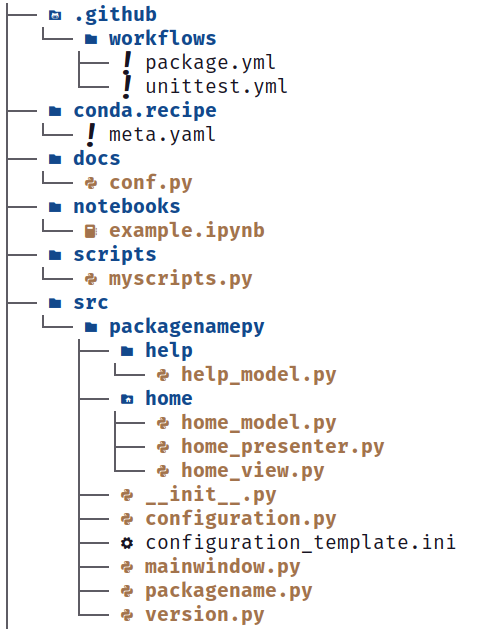 .github
workflows
package.yml
unittest.yml
conda.recipe
meta.yaml
docs
conf.py
notebooks
example.ipynb
scripts
myscripts.py
src
packagenamepy
help
help_model.py
home
home_model.py
home_presenter.py
home_view.py
__init__.py
configuration.py
configuration_template.ini
mainwindow.py
packagename.py
version.py